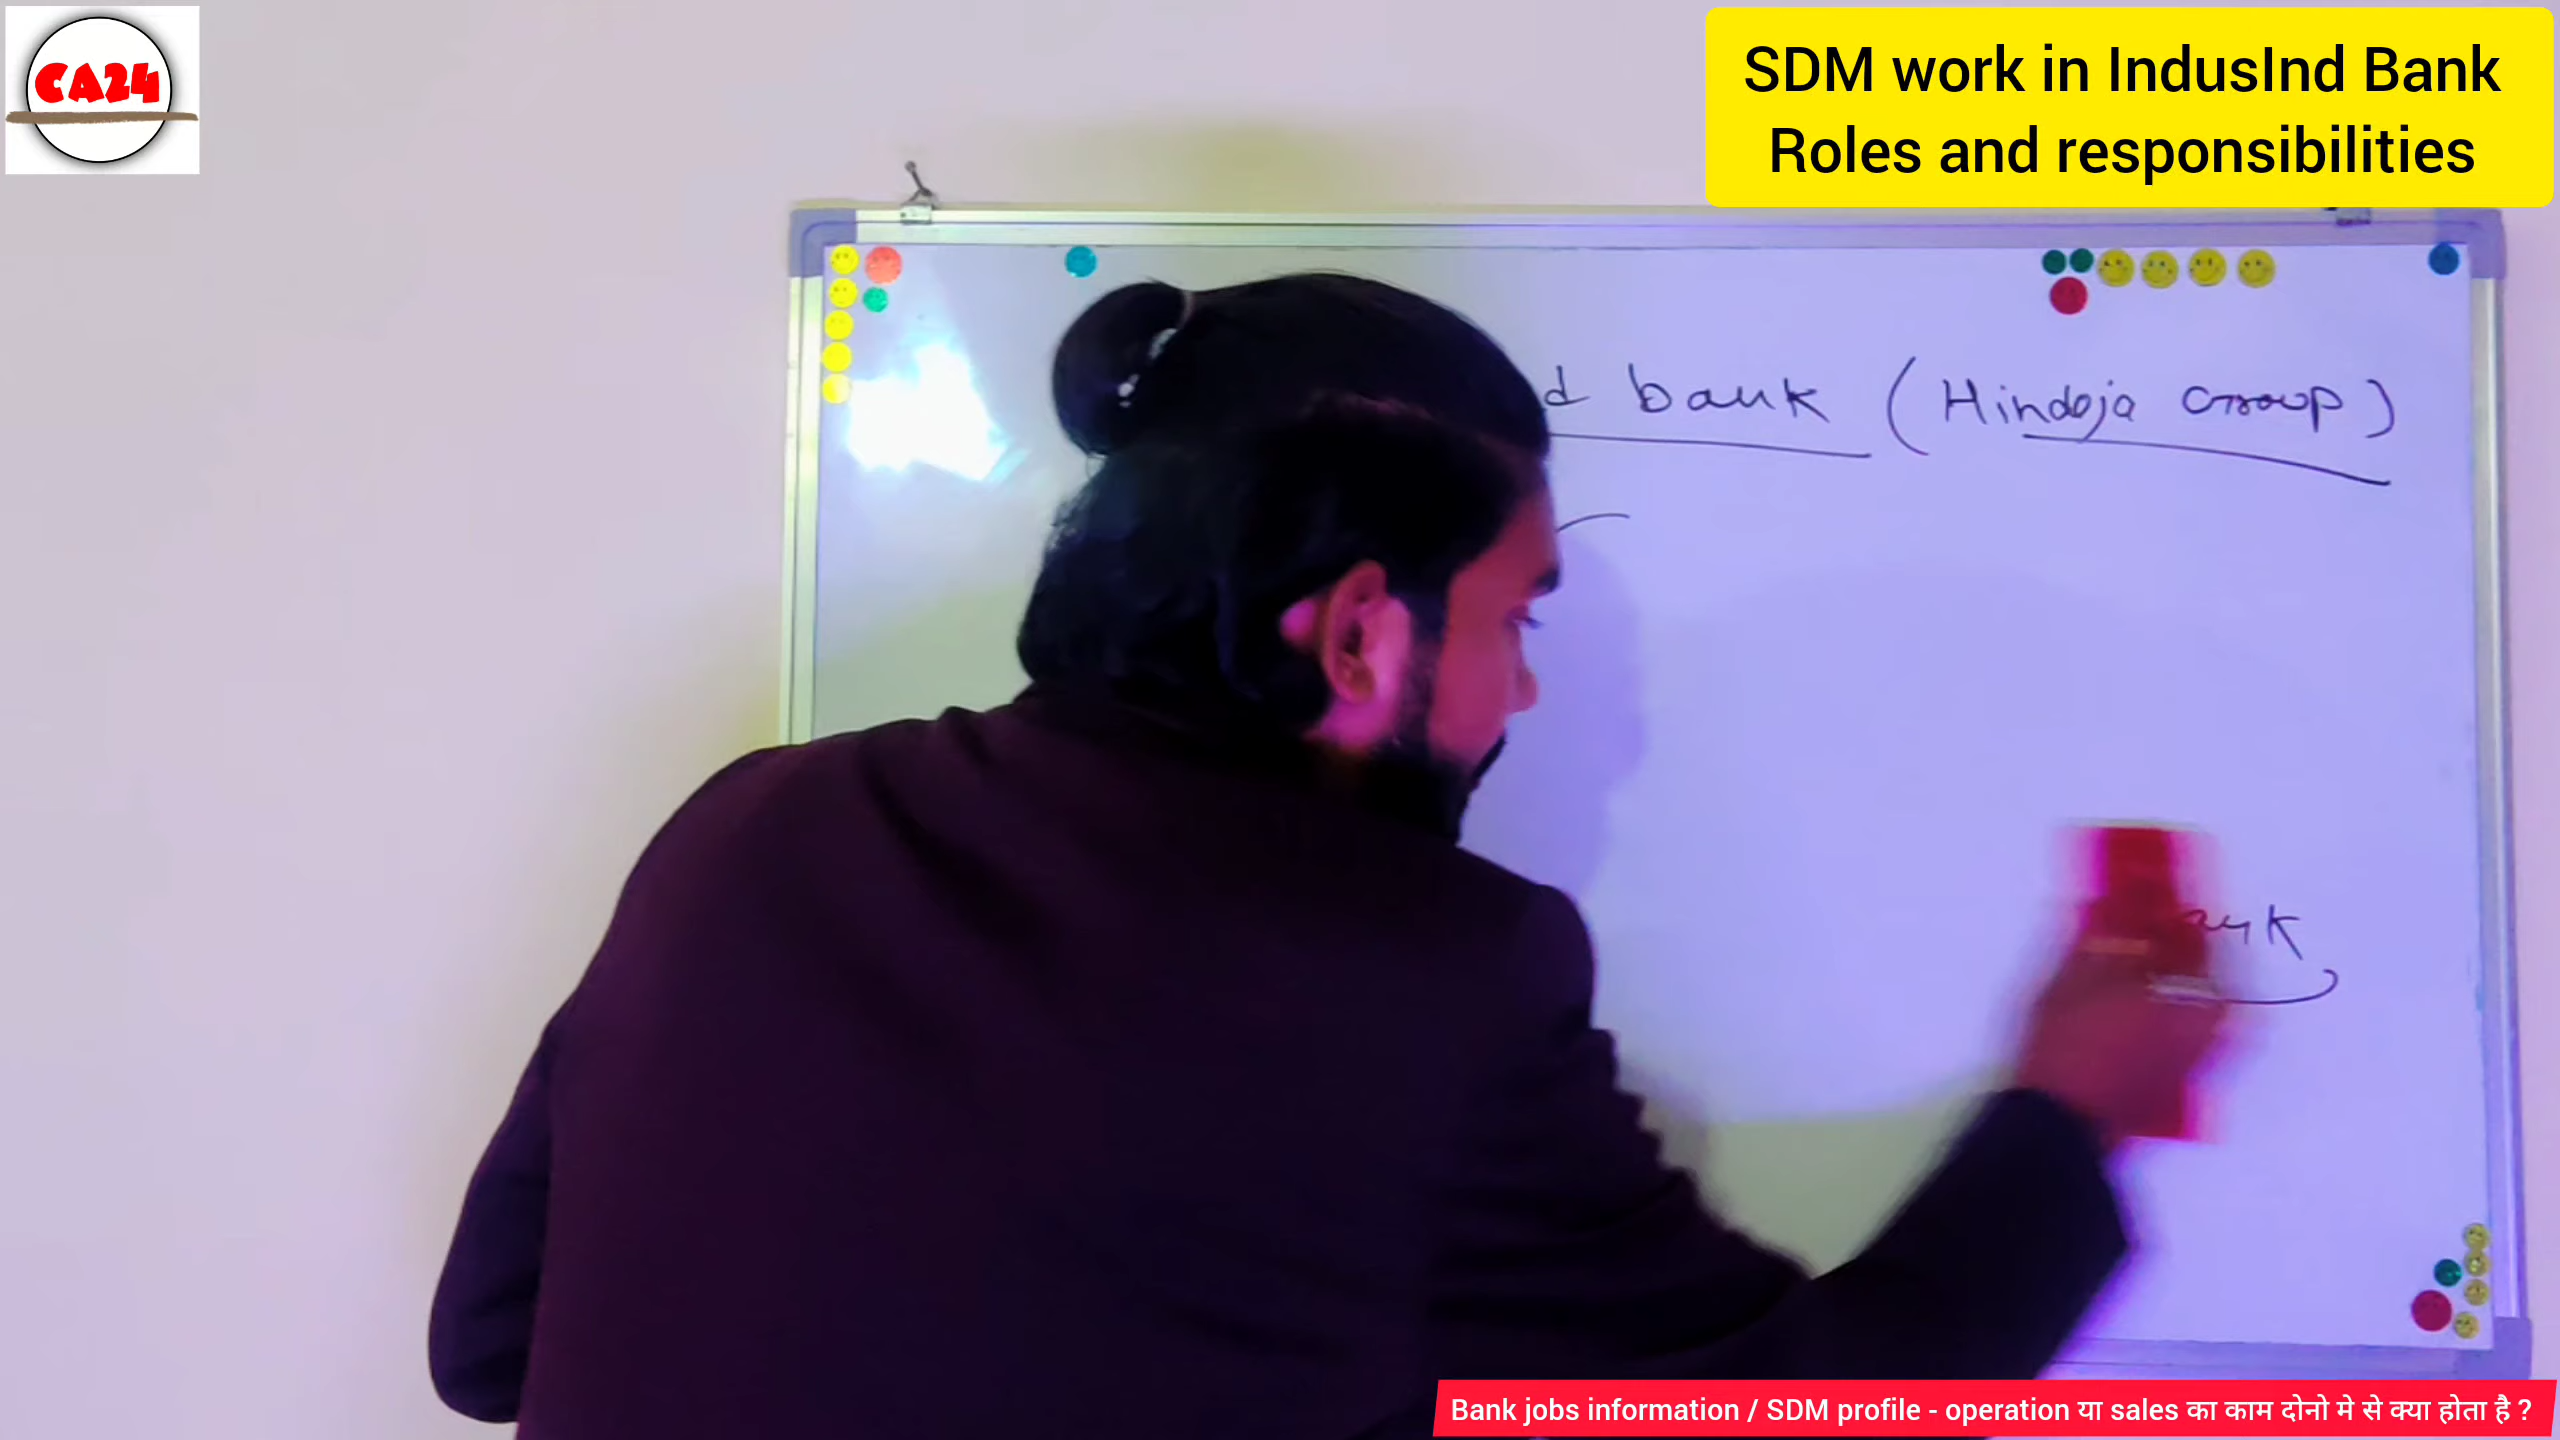 CA24
SDM work in IndusInd Bank
Roles and responsibilities
d bank (Hindoja Group)
Bank jobs information / SDM profile - operation या sales का काम दोनो मे से क्या होता है ?